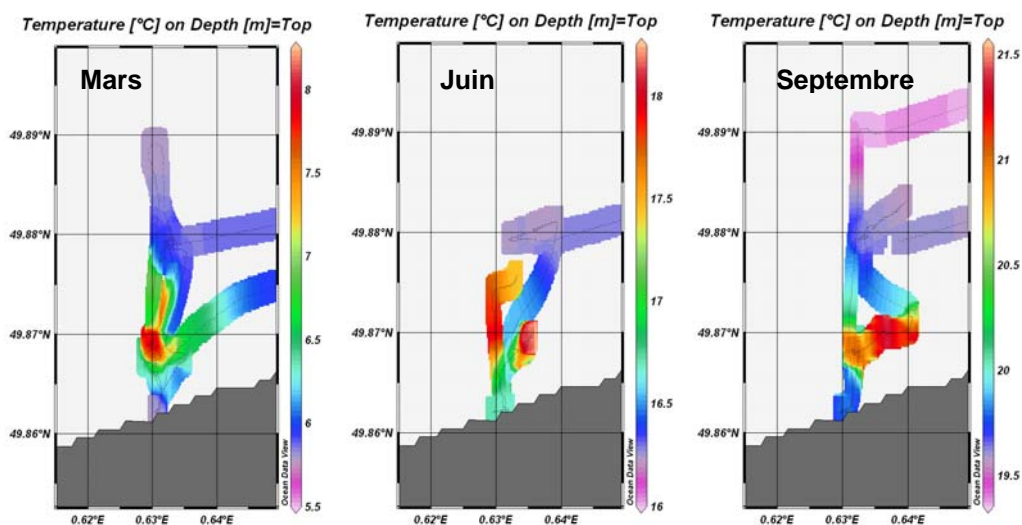 Temperature [°C] on Depth [m]=Top
Mars
49.89°N
49.88°N
49.87°N
49.86°N
0.62°E 0.63°E 0.64°E
8
7.5
7
6.5
6
5.5
Ocean Data View
Temperature [°C] on Depth [m]=Top
Juin
49.89°N
49.88°N
49.87°N
49.86°N
0.62°E 0.63°E 0.64°E
18
17.5
17
16.5
16
Ocean Data View
Temperature [°C] on Depth [m]=Top
Septembre
49.89°N
49.88°N
49.87°N
49.86°N
0.62°E 0.63°E 0.64°E
21.5
21
20.5
20
19.5
Ocean Data View